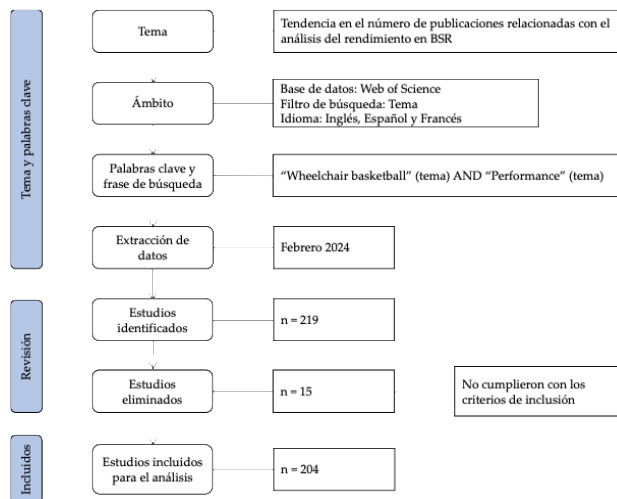 Tema y palabras clave
Tema
Tendencia en el número de publicaciones relacionadas con el
análisis del rendimiento en BSR
Ámbito
Base de datos: Web of Science
Filtro de búsqueda: Tema
Idioma: Inglés, Español y Francés
Palabras clave y
frase de búsqueda
“Wheelchair basketball” (tema) AND “Performance” (tema)
Extracción de
datos
Febrero 2024
Revisión
Estudios
identificados
n = 219
Estudios
eliminados
n = 15
No cumplieron con los
criterios de inclusión
Incluidos
Estudios incluidos
para el análisis
n = 204